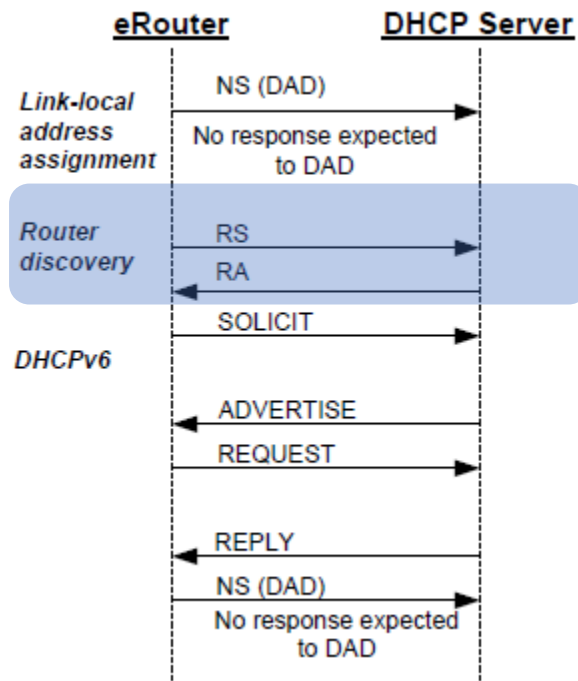 eRouter DHCP Server
Link-local
address
assignment
NS (DAD)
No response expected
to DAD
Router
discovery
RS
RA
SOLICIT
DHCPv6
ADVERTISE
REQUEST
REPLY
NS (DAD)
No response expected
to DAD